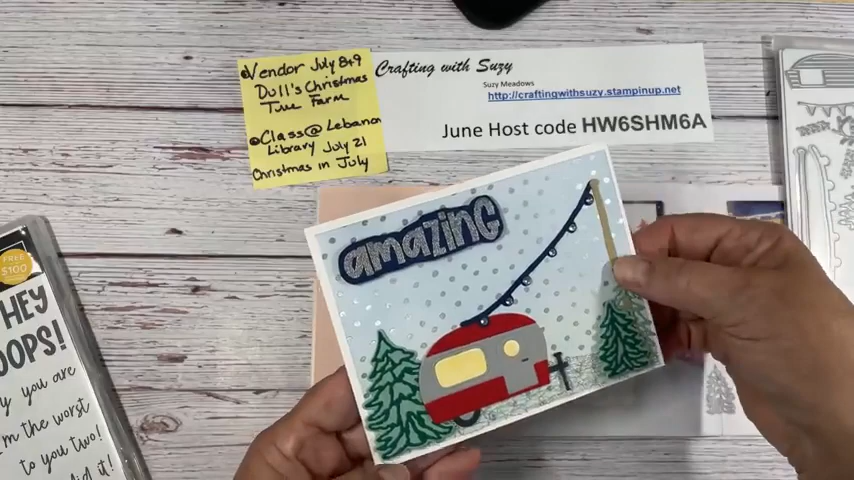 Vendor July 8+9
Dull's Christmas
Tree Farm
Class@Lebanon
Library July 21
Christmas in July
Crafting with Suzy
Suzy Meadows
http://craftingwithsuzy.stampinup.net
June Host code HW6SHM6A
amazing
FREE
$100
HEY
OOPS!
you are
I'm the worst
to you two!
did it!